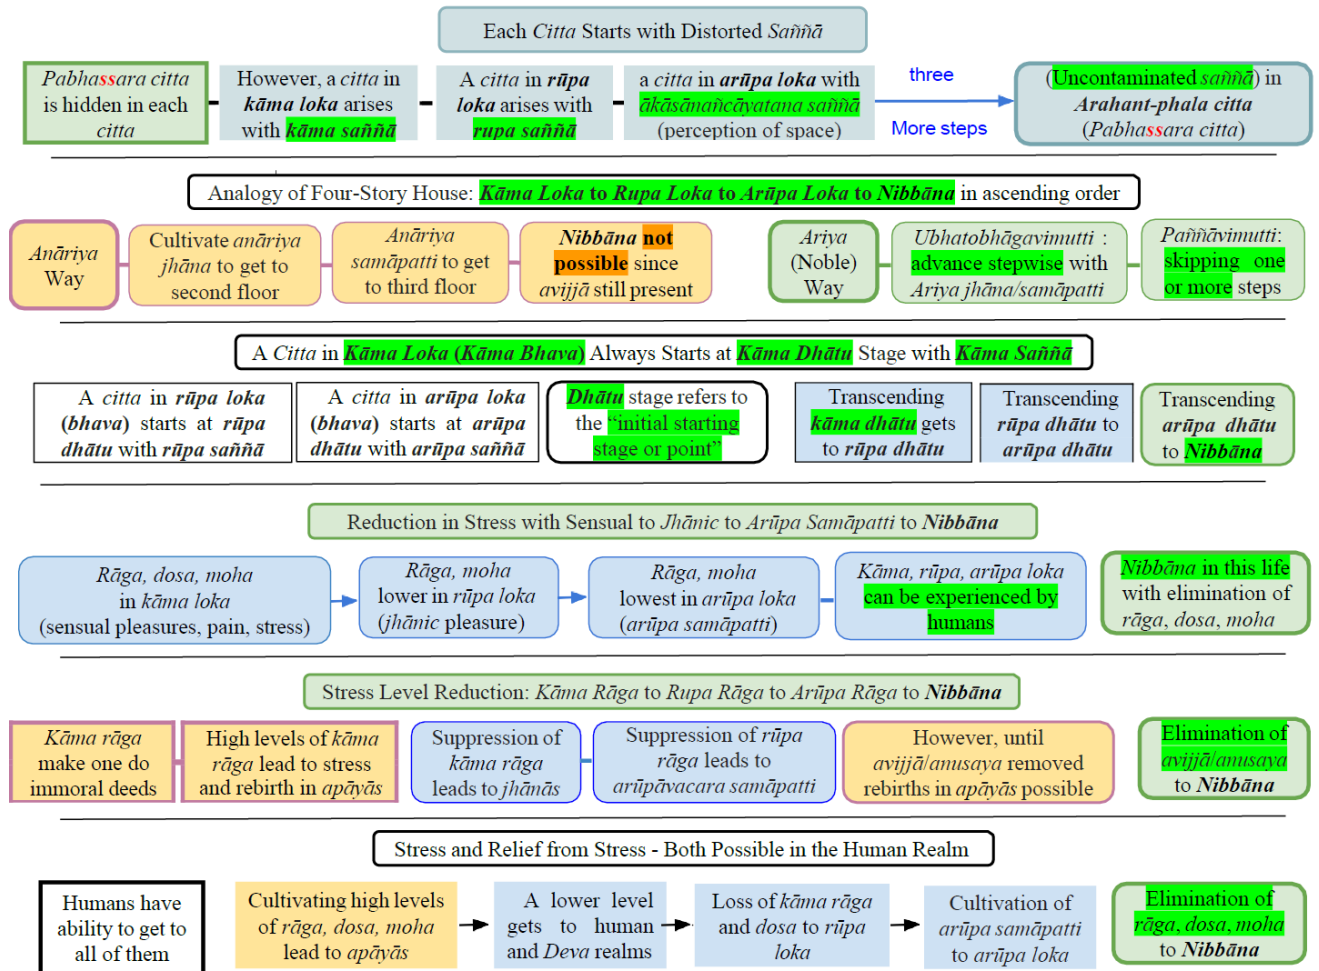 Each Citta Starts with Distorted Saññā
Pabhassara citta
is hidden in each
citta
However, a citta in
kāma loka arises
with kāma saññā
A citta in rūpa
loka arises with
rupa saññā
a citta in arūpa loka with
ākāsānañcāyatana saññā
(perception of space)
three
More steps
(Uncontaminated saññā) in
Arahant-phala citta
(Pabhassara citta)
Analogy of Four-Story House: Kāma Loka to Rupa Loka to Arūpa Loka to Nibbāna in ascending order
Anāriya
Way
Cultivate anāriya
jhāna to get to
second floor
Anāriya
samāpatti to get
to third floor
Nibbāna not
possible since
avijjā still present
Ariya
(Noble)
Way
Ubhatobhāgavimutti :
advance stepwise with
Ariya jhāna/samāpatti
Paññāvimutti:
skipping one
or more steps
A Citta in Kāma Loka (Kāma Bhava) Always Starts at Kāma Dhātu Stage with Kāma Saññā
A citta in rūpa loka
(bhava) starts at rūpa
dhātu with rūpa saññā
A citta in arūpa loka
(bhava) starts at arūpa
dhātu with arūpa saññā
Dhātu stage refers to
the “initial starting
stage or point”
Transcending
kāma dhātu gets
to rūpa dhātu
Transcending
rūpa dhātu to
arūpa dhātu
Transcending
arūpa dhātu
to Nibbāna
Reduction in Stress with Sensual to Jhānic to Arūpa Samāpatti to Nibbāna
Rāga, dosa, moha
in kāma loka
(sensual pleasures, pain, stress)
Rāga, moha
lower in rūpa loka
(jhānic pleasure)
Rāga, moha
lowest in arūpa loka
(arūpa samāpatti)
Kāma, rūpa, arūpa loka
can be experienced by
humans
Nibbāna in this life
with elimination of
rāga, dosa, moha
Stress Level Reduction: Kāma Rāga to Rupa Rāga to Arūpa Rāga to Nibbāna
Kāma rāga
make one do
immoral deeds
High levels of kāma
rāga lead to stress
and rebirth in apāyās
Suppression of
kāma rāga
leads to jhānās
Suppression of rūpa
rāga leads to
arūpāvacara samāpatti
However, until
avijjā/anusaya removed
rebirths in apāyās possible
Elimination of
avijjā/anusaya
to Nibbāna
Stress and Relief from Stress - Both Possible in the Human Realm
Humans have
ability to get to
all of them
Cultivating high levels
of rāga, dosa, moha
lead to apāyās
A lower level
gets to human
and Deva realms
Loss of kāma rāga
and dosa to rūpa
loka
Cultivation of
arūpa samāpatti
to arūpa loka
Elimination of
rāga, dosa, moha
to Nibbāna